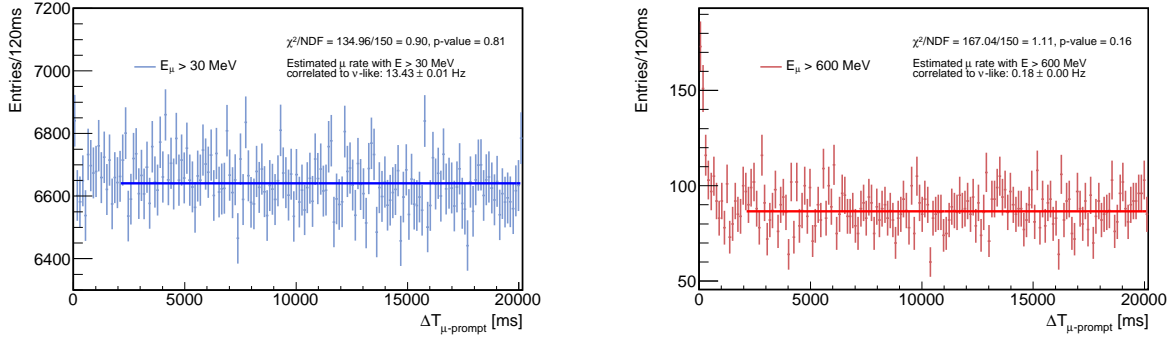 Entries/120ms
7200
7000
6800
6600
6400
χ²/NDF = 134.96/150 = 0.90, p-value = 0.81
E_μ > 30 MeV
Estimated μ rate with E > 30 MeV
correlated to ν-like: 13.43 ± 0.01 Hz
0 5000 10000 15000 20000
ΔT_μ-prompt [ms]
Entries/120ms
150
100
50
χ²/NDF = 167.04/150 = 1.11, p-value = 0.16
E_μ > 600 MeV
Estimated μ rate with E > 600 MeV
correlated to ν-like: 0.18 ± 0.00 Hz
0 5000 10000 15000 20000
ΔT_μ-prompt [ms]